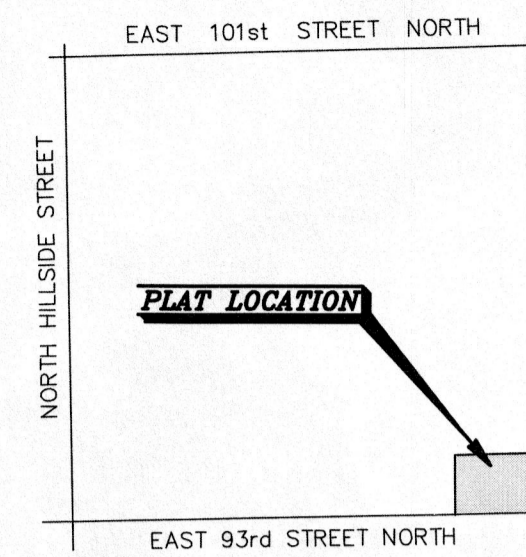 EAST 101st STREET NORTH
NORTH HILLSIDE STREET
PLAT LOCATION
EAST 93rd STREET NORTH